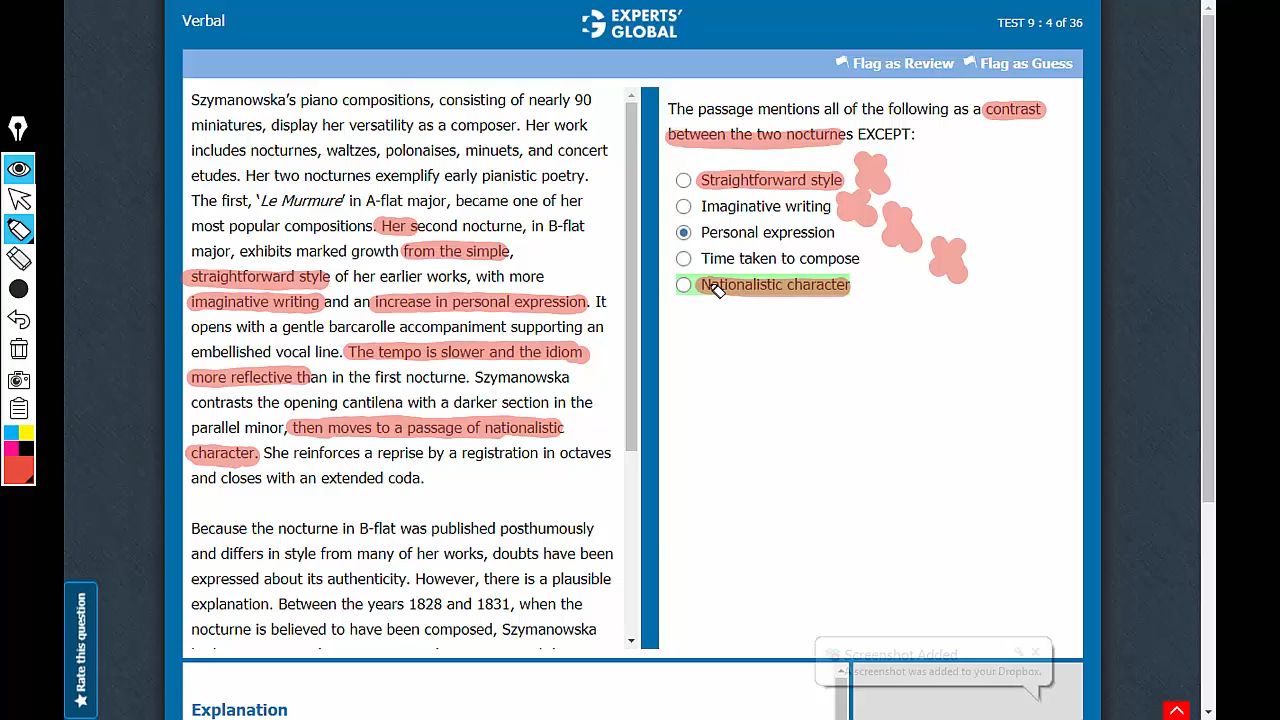 Verbal
EXPERTS'
GLOBAL
TEST 9 : 4 of 36
Flag as Review
Flag as Guess
Szymanowska's piano compositions, consisting of nearly 90
miniatures, display her versatility as a composer. Her work
includes nocturnes, waltzes, polonaises, minuets, and concert
etudes. Her two nocturnes exemplify early pianistic poetry.
The first, 'Le Murmure' in A-flat major, became one of her
most popular compositions. Her second nocturne, in B-flat
major, exhibits marked growth from the simple,
straightforward style of her earlier works, with more
imaginative writing and an increase in personal expression. It
opens with a gentle barcarolle accompaniment supporting an
embellished vocal line. The tempo is slower and the idiom
more reflective than in the first nocturne. Szymanowska
contrasts the opening cantilena with a darker section in the
parallel minor, then moves to a passage of nationalistic
character. She reinforces a reprise by a registration in octaves
and closes with an extended coda.
Because the nocturne in B-flat was published posthumously
and differs in style from many of her works, doubts have been
expressed about its authenticity. However, there is a plausible
explanation. Between the years 1828 and 1831, when the
nocturne is believed to have been composed, Szymanowska
The passage mentions all of the following as a contrast
between the two nocturnes EXCEPT:
Straightforward style
Imaginative writing
Personal expression
Time taken to compose
Nationalistic character
Screenshot Added
A screenshot was added to your Dropbox.
Explanation
Rate this question